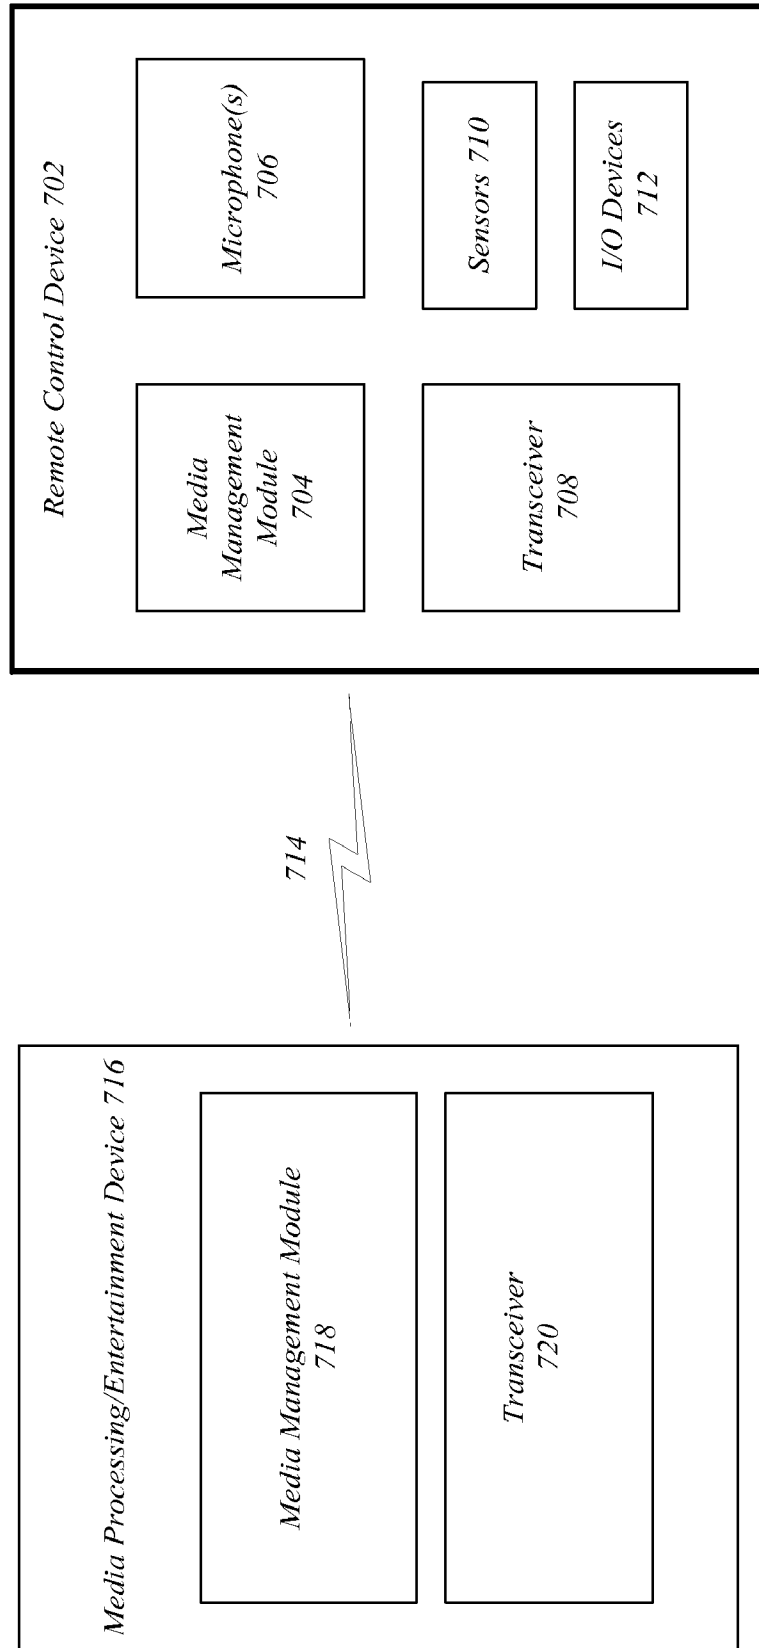 Media Processing/Entertainment Device 716
Media Management Module
718
Transceiver
720
714
Remote Control Device 702
Media
Management
Module
704
Microphone(s)
706
Transceiver
708
Sensors 710
I/O Devices
712